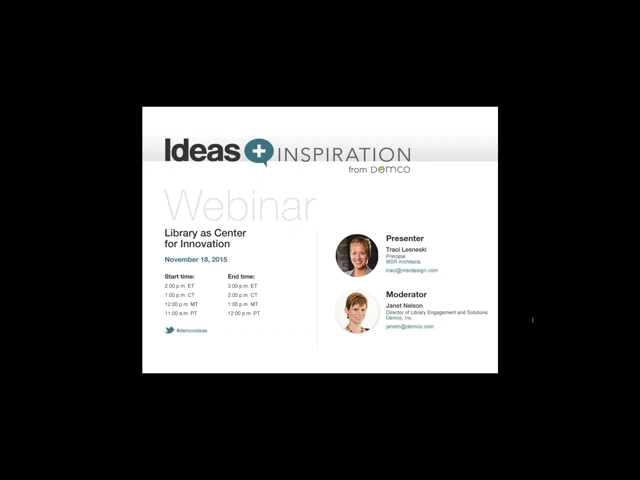 Ideas + INSPIRATION
from DEMCO
Webinar
Library as Center
for Innovation
November 18, 2015
Start time: End time:
2:00 p.m. ET 3:00 p.m. ET
1:00 p.m. CT 2:00 p.m. CT
12:00 p.m. MT 1:00 p.m. MT
11:00 a.m. PT 12:00 p.m. PT
#demcoideas
Presenter
Traci Lesneski
Principal
MSR Architects
traci@msrdesign.com
Moderator
Janet Nelson
Director of Library Engagement and Solutions
Demco, Inc.
janetn@demco.com